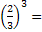 (2/3)³ =